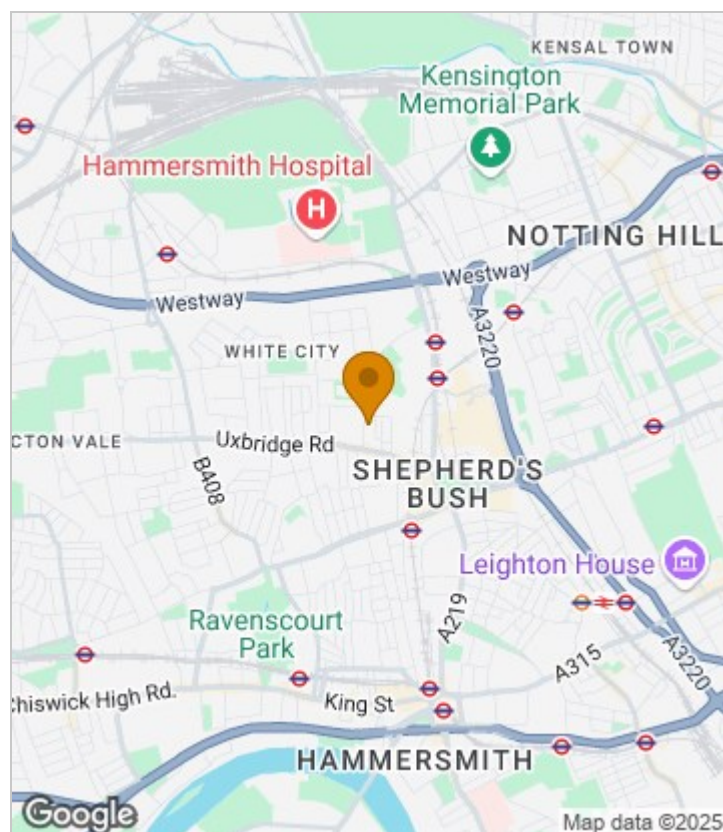 KENSAL TOWN
Kensington
Memorial Park
Hammersmith Hospital
H
NOTTING HILL
Westway
Westway
A3220
WHITE CITY
CTON VALE
Uxbridge Rd
B408
SHEPHERD'S
BUSH
Leighton House
A219
Ravenscourt
Park
A315
A3220
Chiswick High Rd.
King St
HAMMERSMITH
Google
Map data ©2025